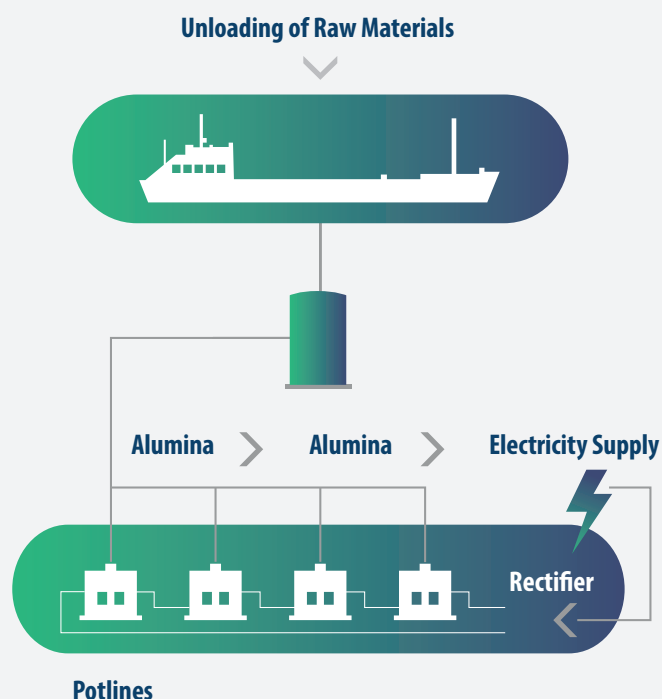 Unloading of Raw Materials
Alumina
Alumina
Electricity Supply
Rectifier
Potlines